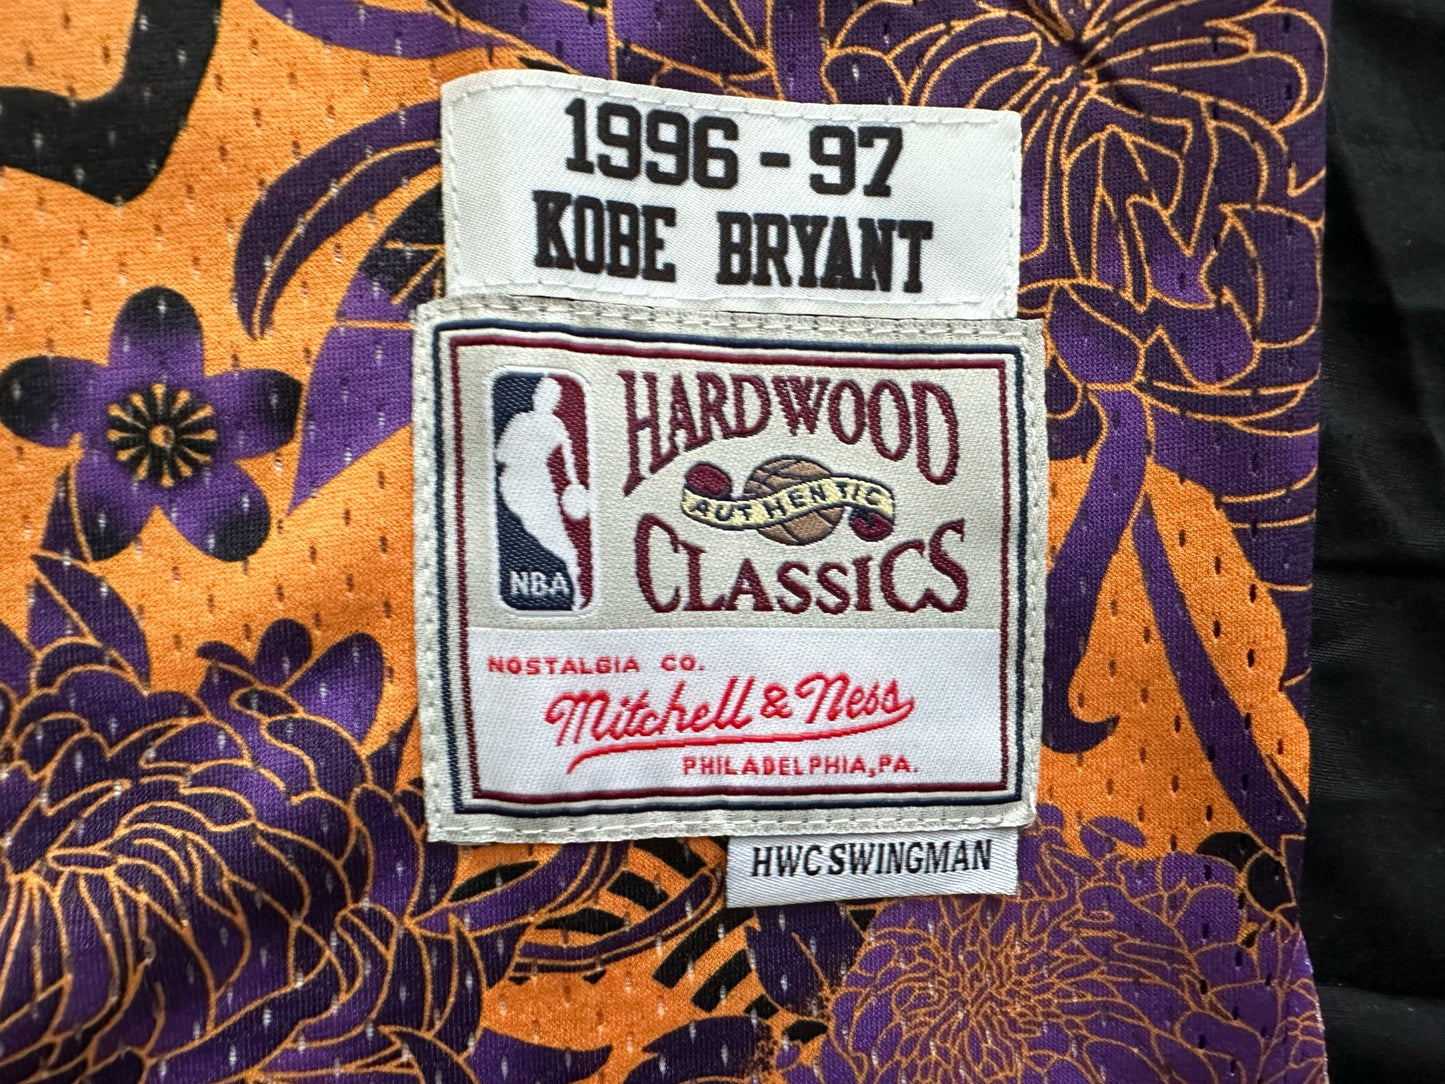 1996-97
KOBE BRYANT
HARDWOOD
AUTHENTIC
CLASSICS
NBA
NOSTALGIA CO.
Mitchell & Ness
PHILADELPHIA, PA.
HWC SWINGMAN